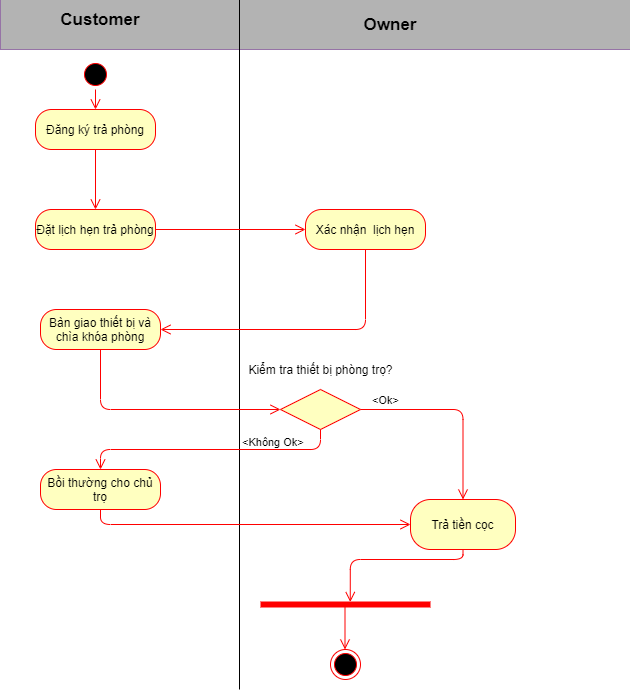 Customer
Owner
Đăng ký trả phòng
Đặt lịch hẹn trả phòng
Xác nhận  lịch hẹn
Bàn giao thiết bị và
chìa khóa phòng
Kiểm tra thiết bị phòng trọ?
<Ok>
<Không Ok>
Bồi thường cho chủ
trọ
Trả tiền cọc